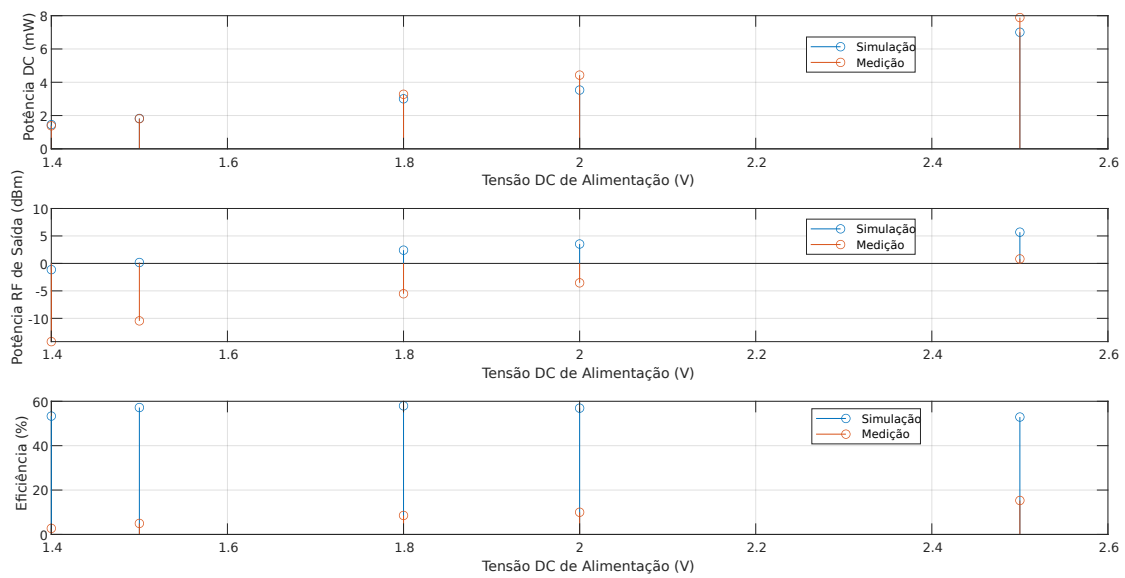 Potência DC (mW)
8
6
4
2
0
Simulação
Medição
1.4 1.6 1.8 2 2.2 2.4 2.6
Tensão DC de Alimentação (V)
Potência RF de Saída (dBm)
10
5
0
-5
-10
Simulação
Medição
1.4 1.6 1.8 2 2.2 2.4 2.6
Tensão DC de Alimentação (V)
Eficiência (%)
60
40
20
0
Simulação
Medição
1.4 1.6 1.8 2 2.2 2.4 2.6
Tensão DC de Alimentação (V)